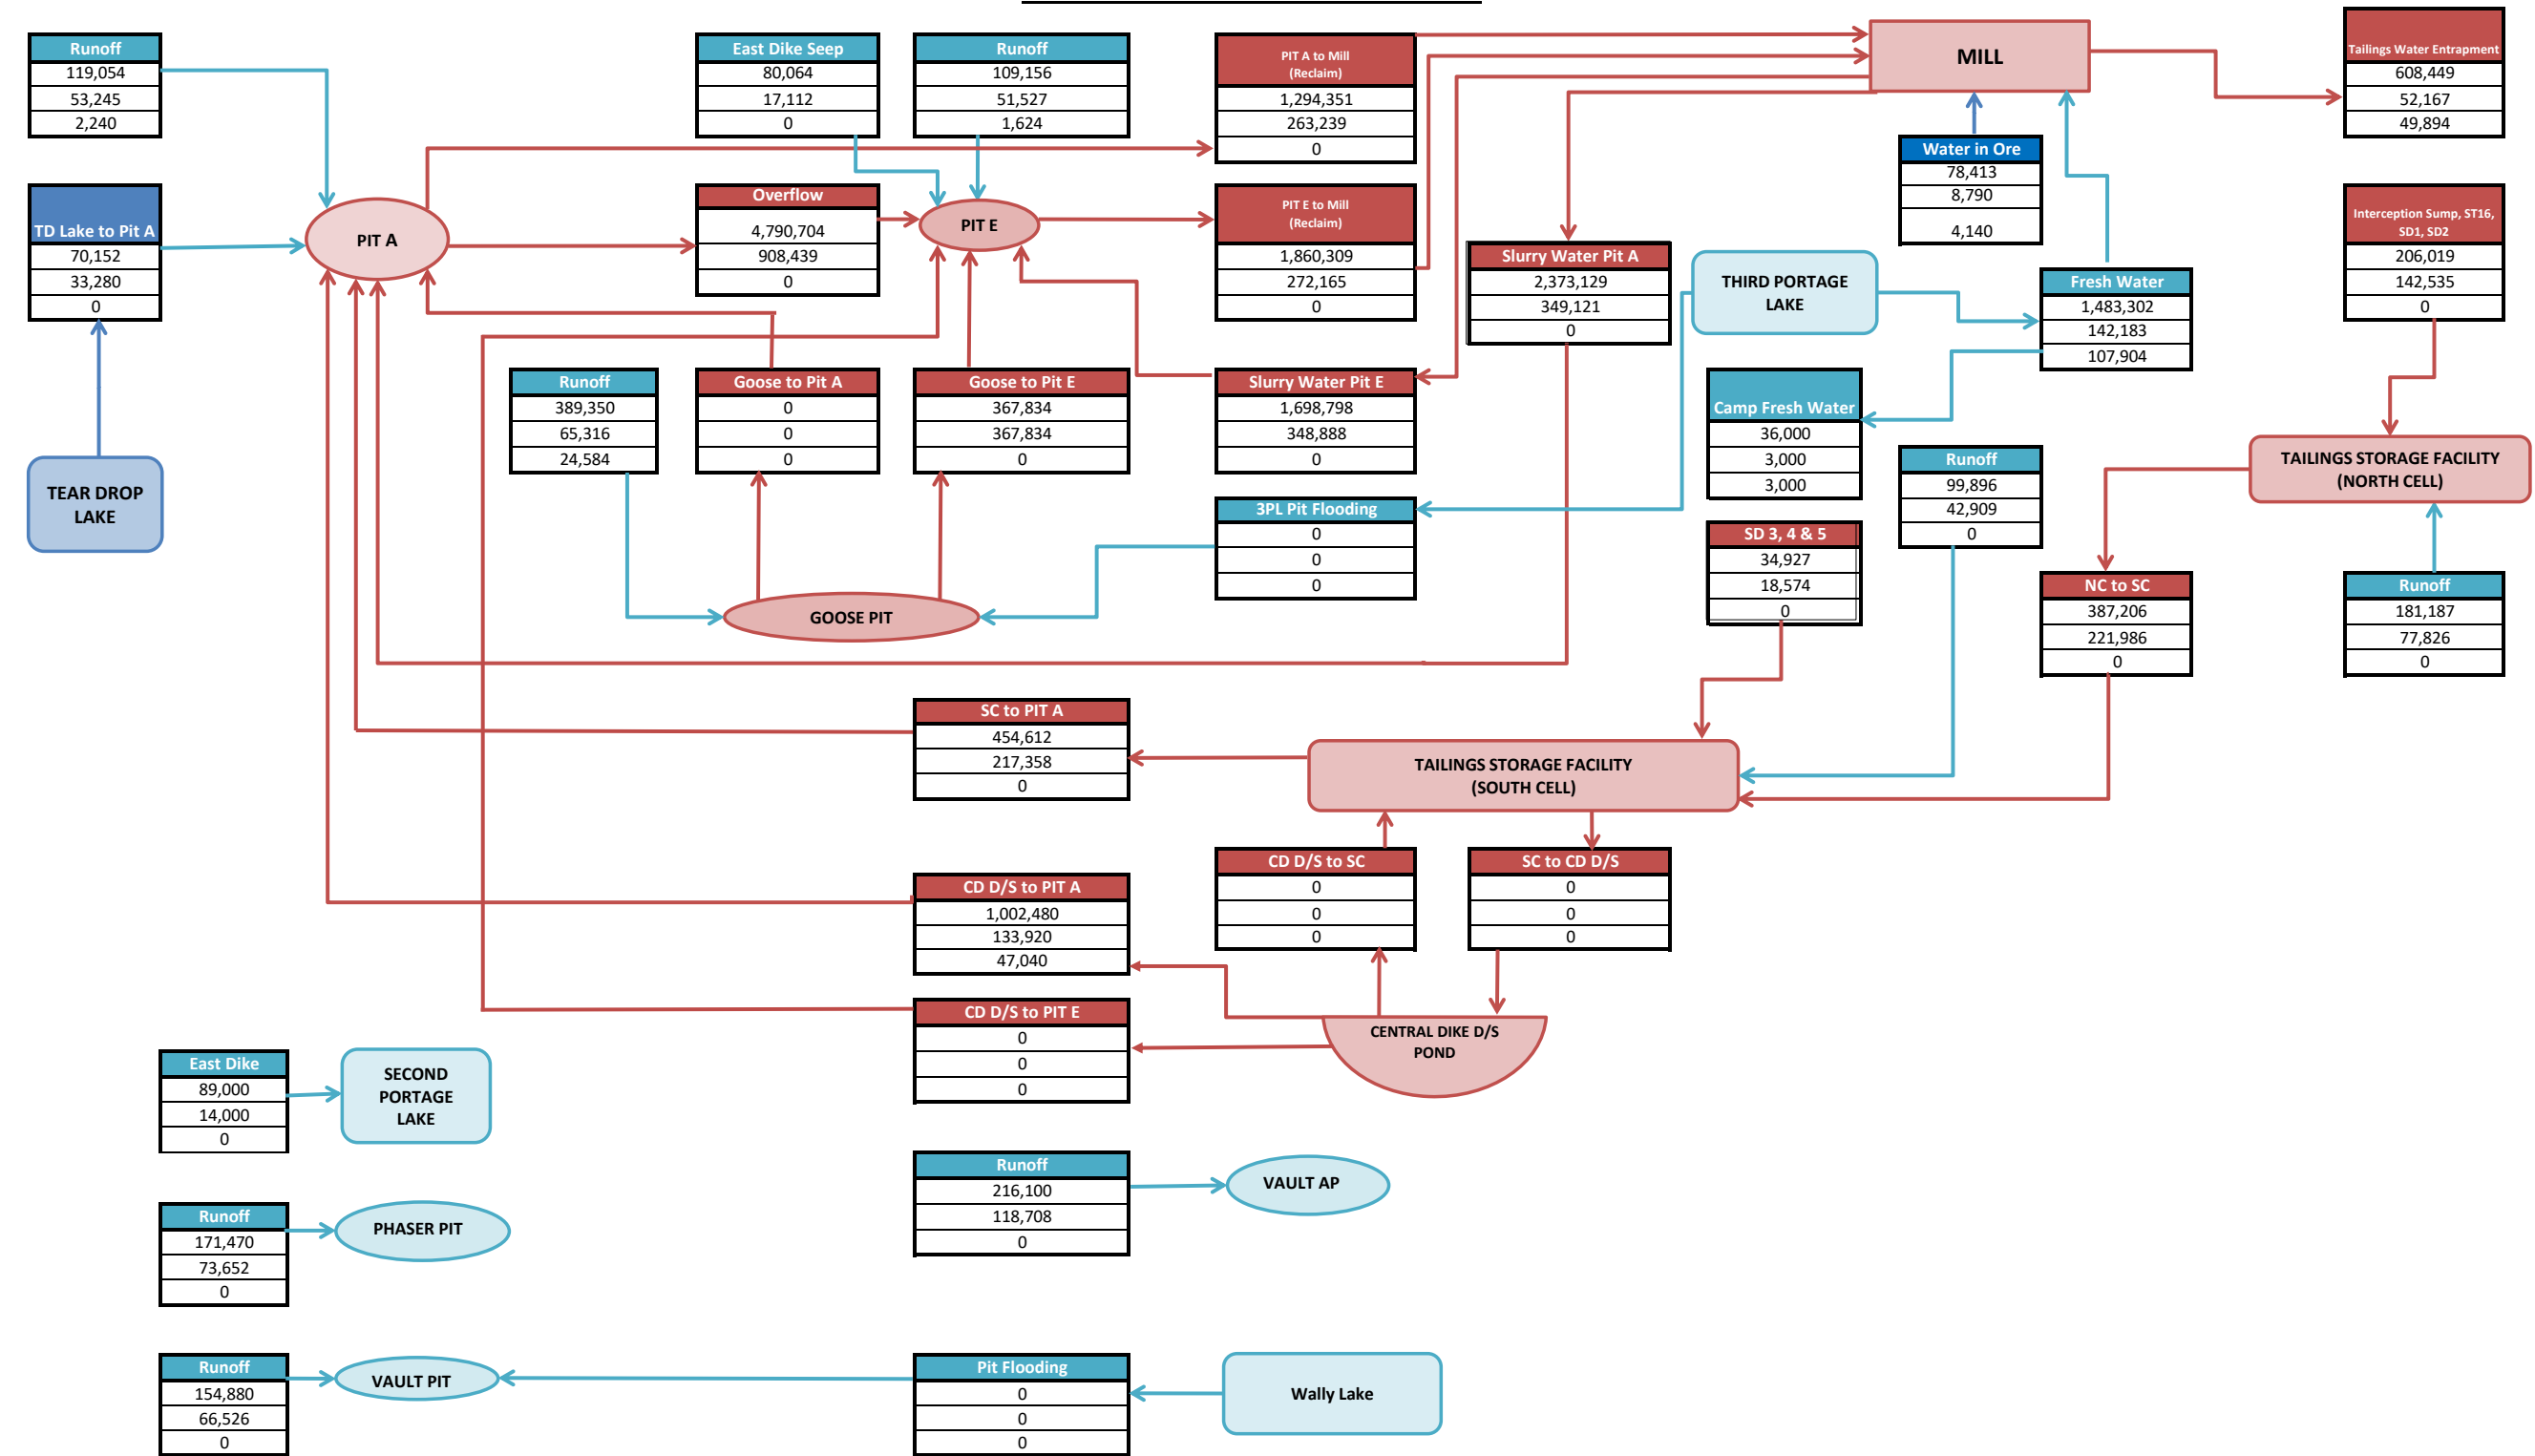 Runoff
119,054
53,245
2,240
East Dike Seep
80,064
17,112
0
Runoff
109,156
51,527
1,624
PIT A to Mill
(Reclaim)
1,294,351
263,239
0
MILL
Tailings Water Entrapment
608,449
52,167
49,894
Water in Ore
78,413
8,790
4,140
TD Lake to Pit A
70,152
33,280
0
PIT A
Overflow
4,790,704
908,439
0
PIT E
PIT E to Mill
(Reclaim)
1,860,309
272,165
0
Slurry Water Pit A
2,373,129
349,121
0
THIRD PORTAGE
LAKE
Fresh Water
1,483,302
142,183
107,904
Interception Sump, ST16,
SD1, SD2
206,019
142,535
0
Runoff
389,350
65,316
24,584
Goose to Pit A
0
0
0
Goose to Pit E
367,834
367,834
0
Slurry Water Pit E
1,698,798
348,888
0
Camp Fresh Water
36,000
3,000
3,000
Runoff
99,896
42,909
0
TAILINGS STORAGE FACILITY
(NORTH CELL)
TEAR DROP
LAKE
3PL Pit Flooding
0
0
0
SD 3, 4 & 5
34,927
18,574
0
NC to SC
387,206
221,986
0
Runoff
181,187
77,826
0
GOOSE PIT
SC to PIT A
454,612
217,358
0
TAILINGS STORAGE FACILITY
(SOUTH CELL)
CD D/S to PIT A
1,002,480
133,920
47,040
CD D/S to SC
0
0
0
SC to CD D/S
0
0
0
CD D/S to PIT E
0
0
0
CENTRAL DIKE D/S
POND
East Dike
89,000
14,000
0
SECOND
PORTAGE
LAKE
Runoff
216,100
118,708
0
VAULT AP
Runoff
171,470
73,652
0
PHASER PIT
Runoff
154,880
66,526
0
VAULT PIT
Pit Flooding
0
0
0
Wally Lake